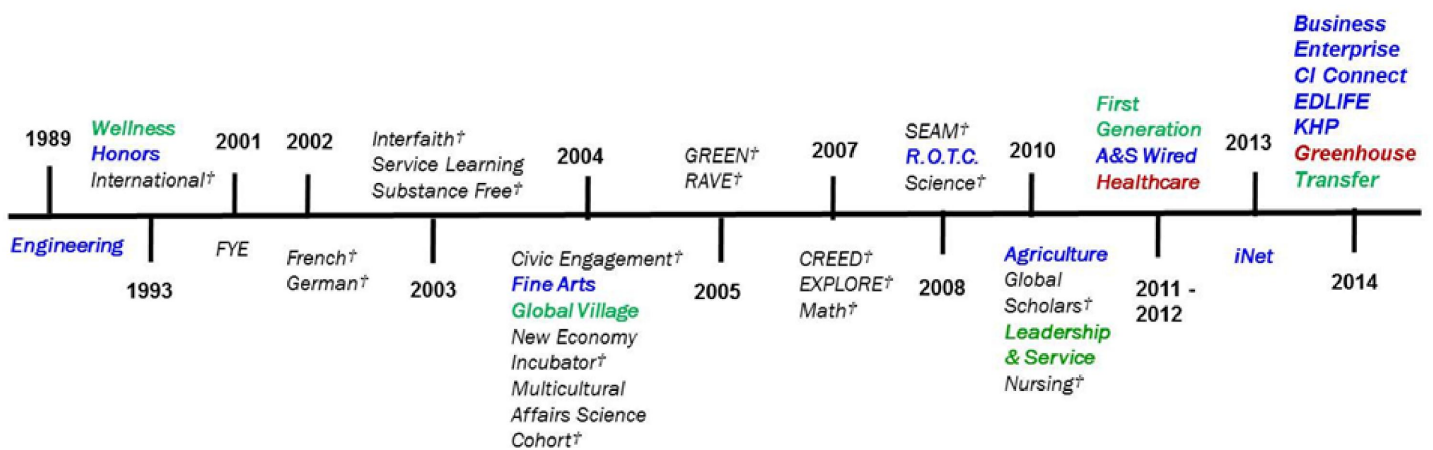 1989
Engineering
Wellness
Honors
International†
1993
2001
FYE
2002
French†
German†
Interfaith†
Service Learning
Substance Free†
2003
2004
Civic Engagement†
Fine Arts
Global Village
New Economy
Incubator†
Multicultural
Affairs Science
Cohort†
GREEN†
RAVE†
2005
2007
CREED†
EXPLORE†
Math†
SEAM†
R.O.T.C.
Science†
2008
2010
Agriculture
Global
Scholars†
Leadership
& Service
Nursing†
First
Generation
A&S Wired
Healthcare
2011 -
2012
2013
iNet
Business
Enterprise
CI Connect
EDLIFE
KHP
Greenhouse
Transfer
2014